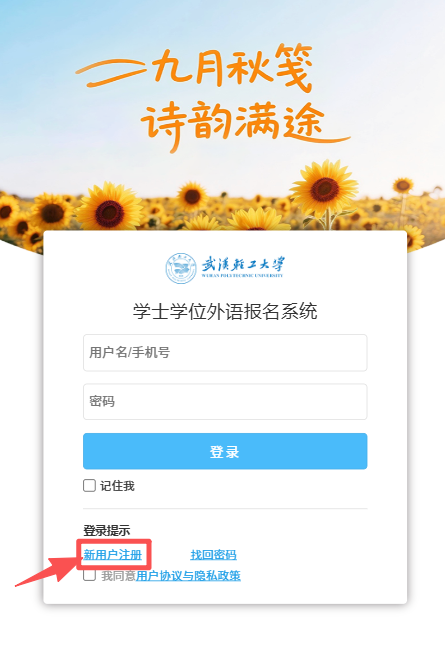 九月秋笺
诗韵满途
武汉轻工大学
WUHAN POLYTECHNIC UNIVERSITY
学士学位外语报名系统
用户名/手机号
密码
登录
记住我
登录提示
新用户注册 找回密码
我同意用户协议与隐私政策